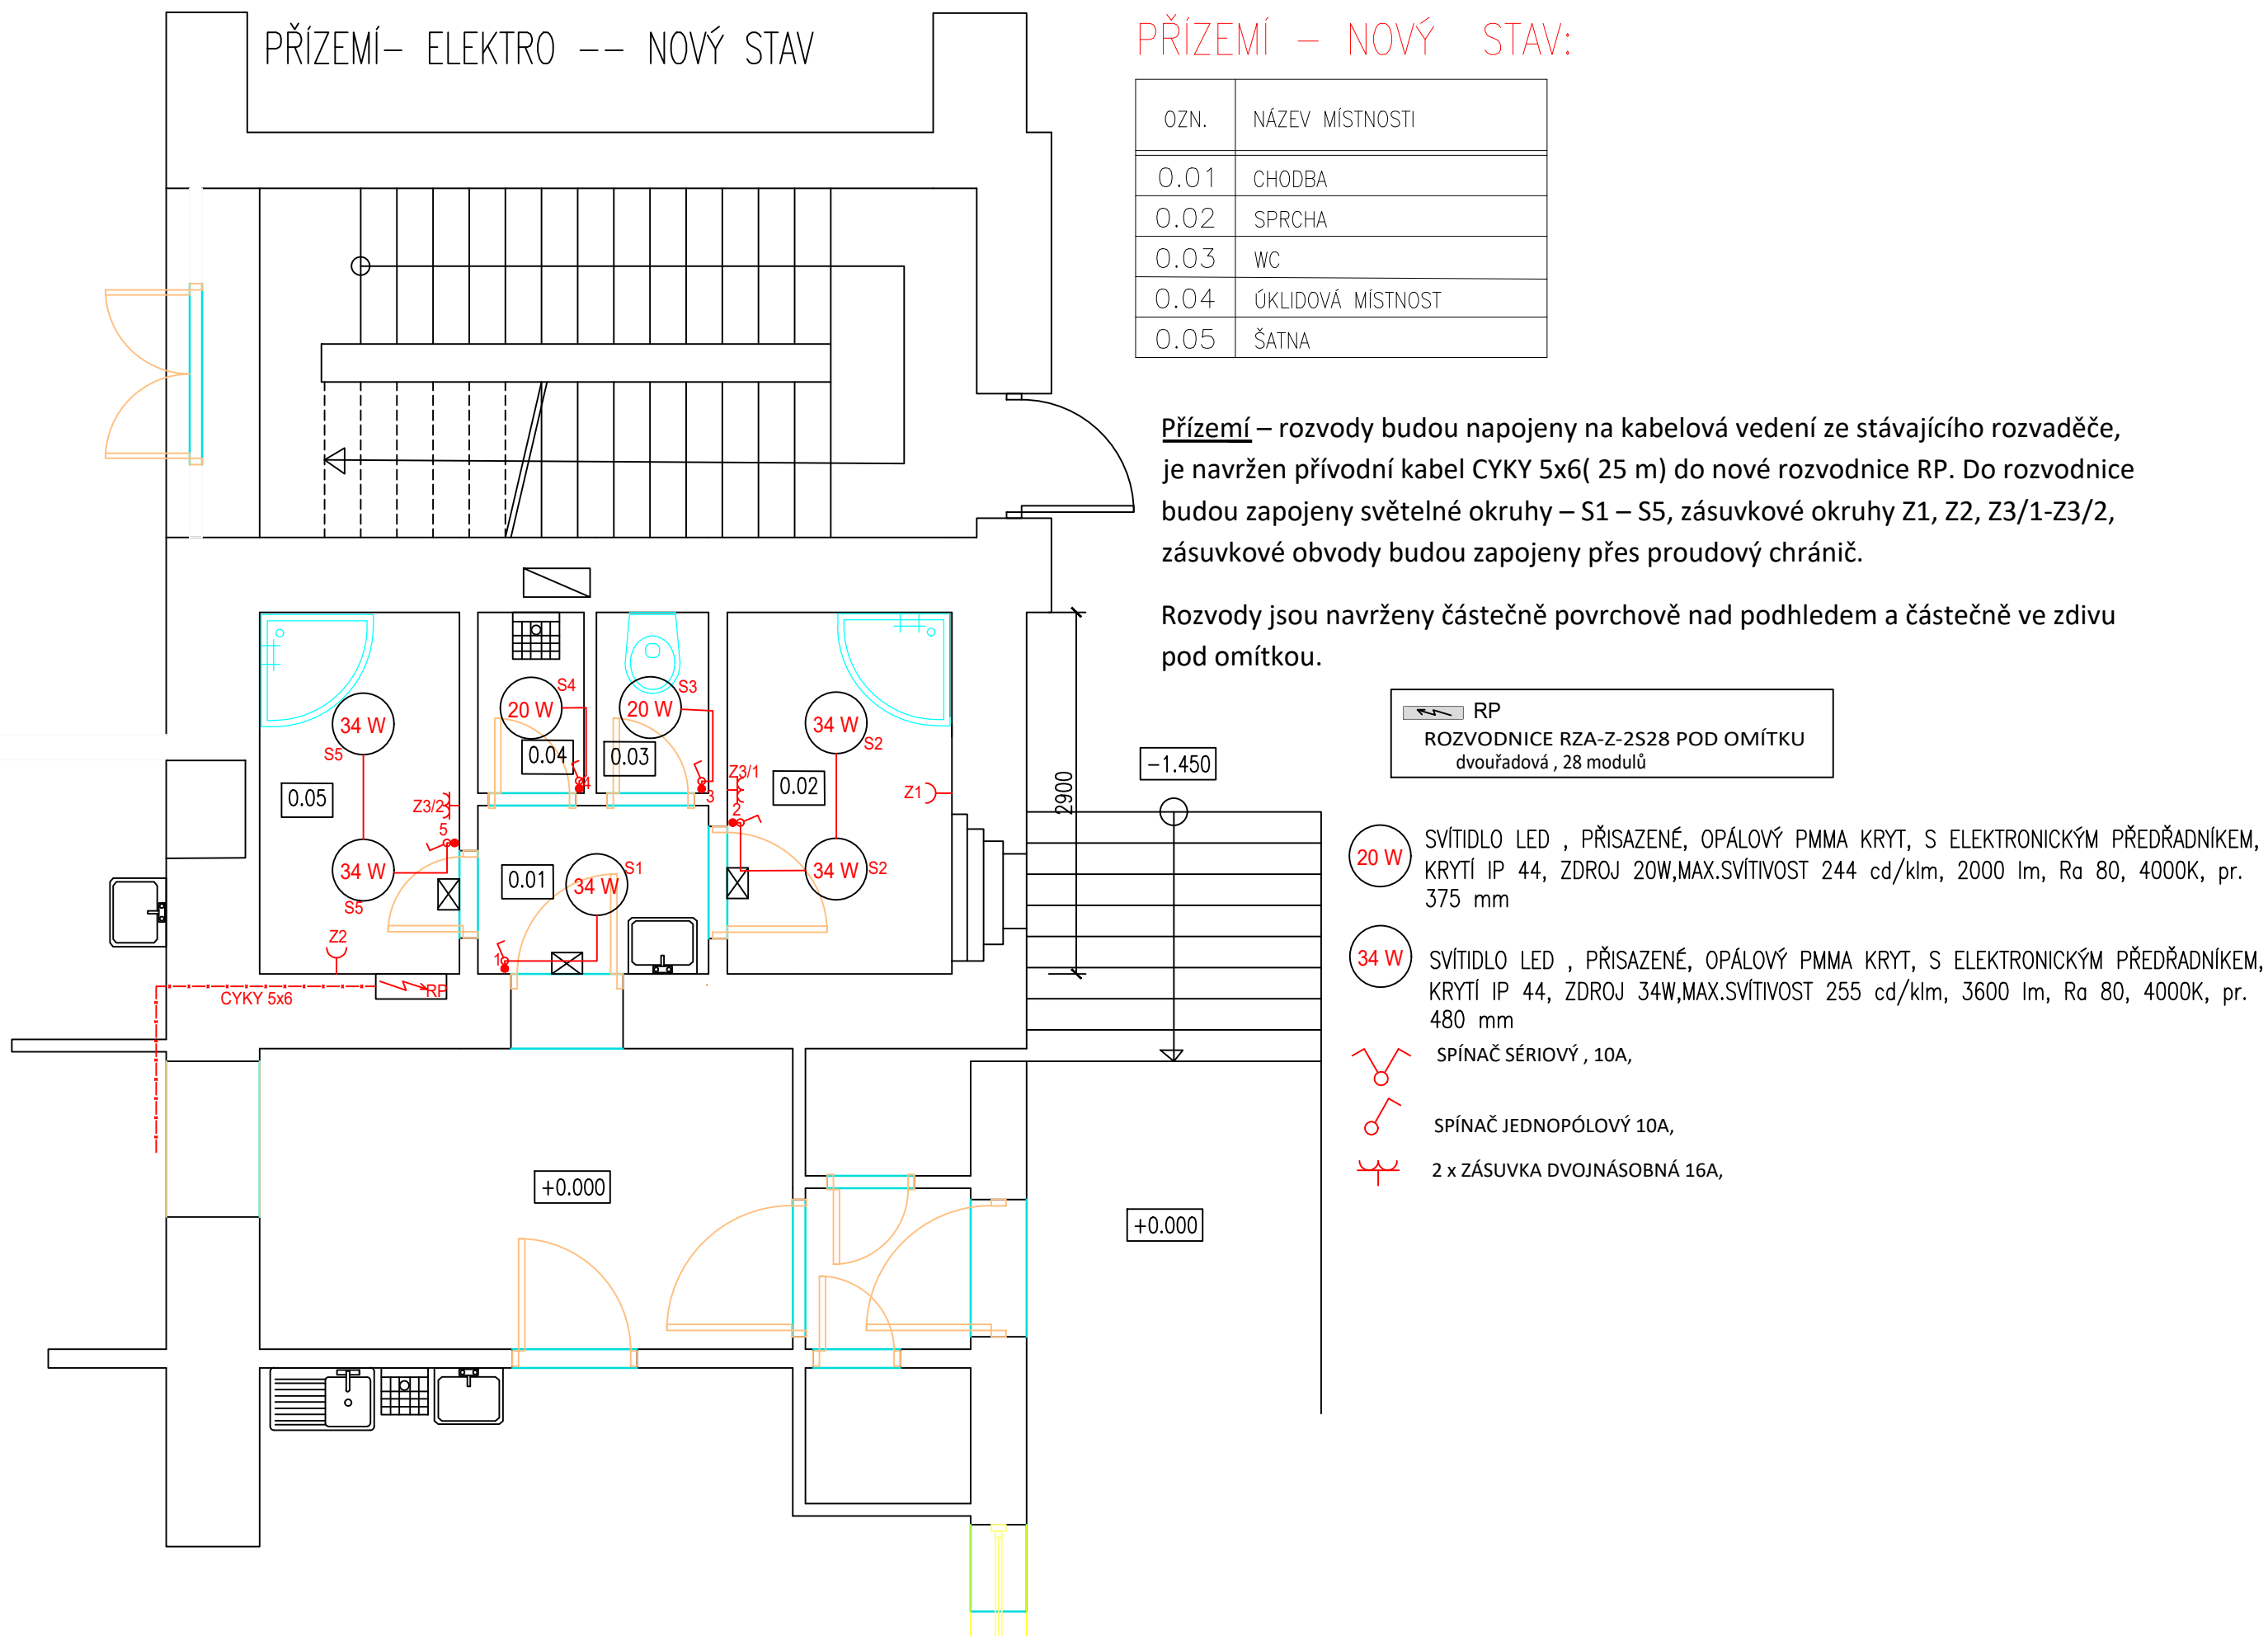 PŘÍZEMÍ- ELEKTRO -- NOVÝ STAV
PŘÍZEMÍ - NOVÝ STAV:
OZN. NÁZEV MÍSTNOSTI
0.01 CHODBA
0.02 SPRCHA
0.03 WC
0.04 ÚKLIDOVÁ MÍSTNOST
0.05 ŠATNA
Přízemí – rozvody budou napojeny na kabelová vedení ze stávajícího rozvaděče,
je navržen přívodní kabel CYKY 5x6( 25 m) do nové rozvodnice RP. Do rozvodnice
budou zapojeny světelné okruhy – S1 – S5, zásuvkové okruhy Z1, Z2, Z3/1-Z3/2,
zásuvkové obvody budou zapojeny přes proudový chránič.
Rozvody jsou navrženy částečně povrchově nad podhledem a částečně ve zdivu
pod omítkou.
RP
ROZVODNICE RZA-Z-2S28 POD OMÍTKU
dvouřadová , 28 modulů
20 W
SVÍTIDLO LED , PŘISAZENÉ, OPÁLOVÝ PMMA KRYT, S ELEKTRONICKÝM PŘEDŘADNÍKEM,
KRYTÍ IP 44, ZDROJ 20W,MAX.SVÍTIVOST 244 cd/klm, 2000 lm, Ra 80, 4000K, pr.
375 mm
34 W
SVÍTIDLO LED , PŘISAZENÉ, OPÁLOVÝ PMMA KRYT, S ELEKTRONICKÝM PŘEDŘADNÍKEM,
KRYTÍ IP 44, ZDROJ 34W,MAX.SVÍTIVOST 255 cd/klm, 3600 lm, Ra 80, 4000K, pr.
480 mm
SPÍNAČ SÉRIOVÝ , 10A,
SPÍNAČ JEDNOPÓLOVÝ 10A,
2 x ZÁSUVKA DVOJNÁSOBNÁ 16A,
34 W
S5
0.05
Z3/2
5
34 W
S5
Z2
RP
CYKY 5x6
S4
20 W
0.04
4
S3
20 W
0.03
3
Z3/1
2
34 W
S2
0.02
Z1
34 W
S2
0.01
34 W
S1
1
2900
-1.450
+0.000
+0.000